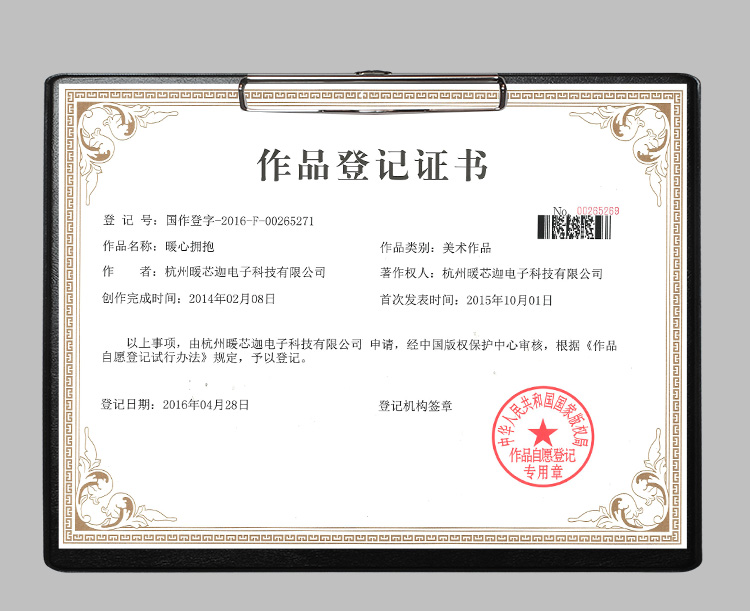 作品登记证书
No. 00265269
登 记 号：国作登字-2016-F-00265271
作品名称：暖心拥抱
作品类别：美术作品
作 者：杭州暖芯迦电子科技有限公司
著作权人：杭州暖芯迦电子科技有限公司
创作完成时间：2014年02月08日
首次发表时间：2015年10月01日
以上事项，由杭州暖芯迦电子科技有限公司 申请，经中国版权保护中心审核，根据《作品
自愿登记试行办法》规定，予以登记。
登记日期：2016年04月28日
登记机构签章
中华人民共和国国家版权局
作品自愿登记
专用章